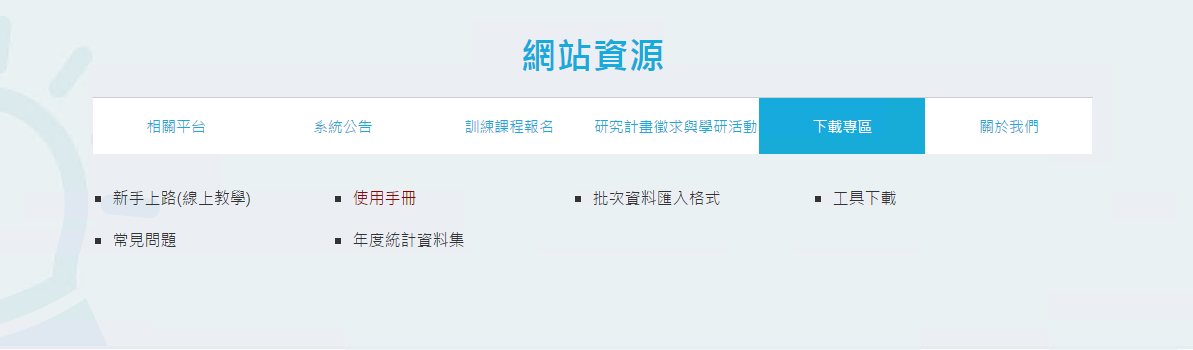 網站資源
相關平台 系統公告 訓練課程報名 研究計畫徵求與學研活動 下載專區 關於我們
新手上路(線上教學) 使用手冊 批次資料匯入格式 工具下載
常見問題 年度統計資料集